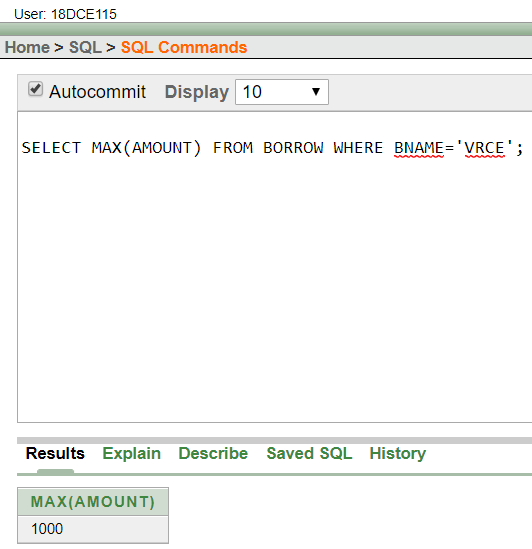 User: 18DCE115
Home > SQL > SQL Commands
Autocommit Display 10
SELECT MAX(AMOUNT) FROM BORROW WHERE BNAME='VRCE';
Results Explain Describe Saved SQL History
MAX(AMOUNT)
1000